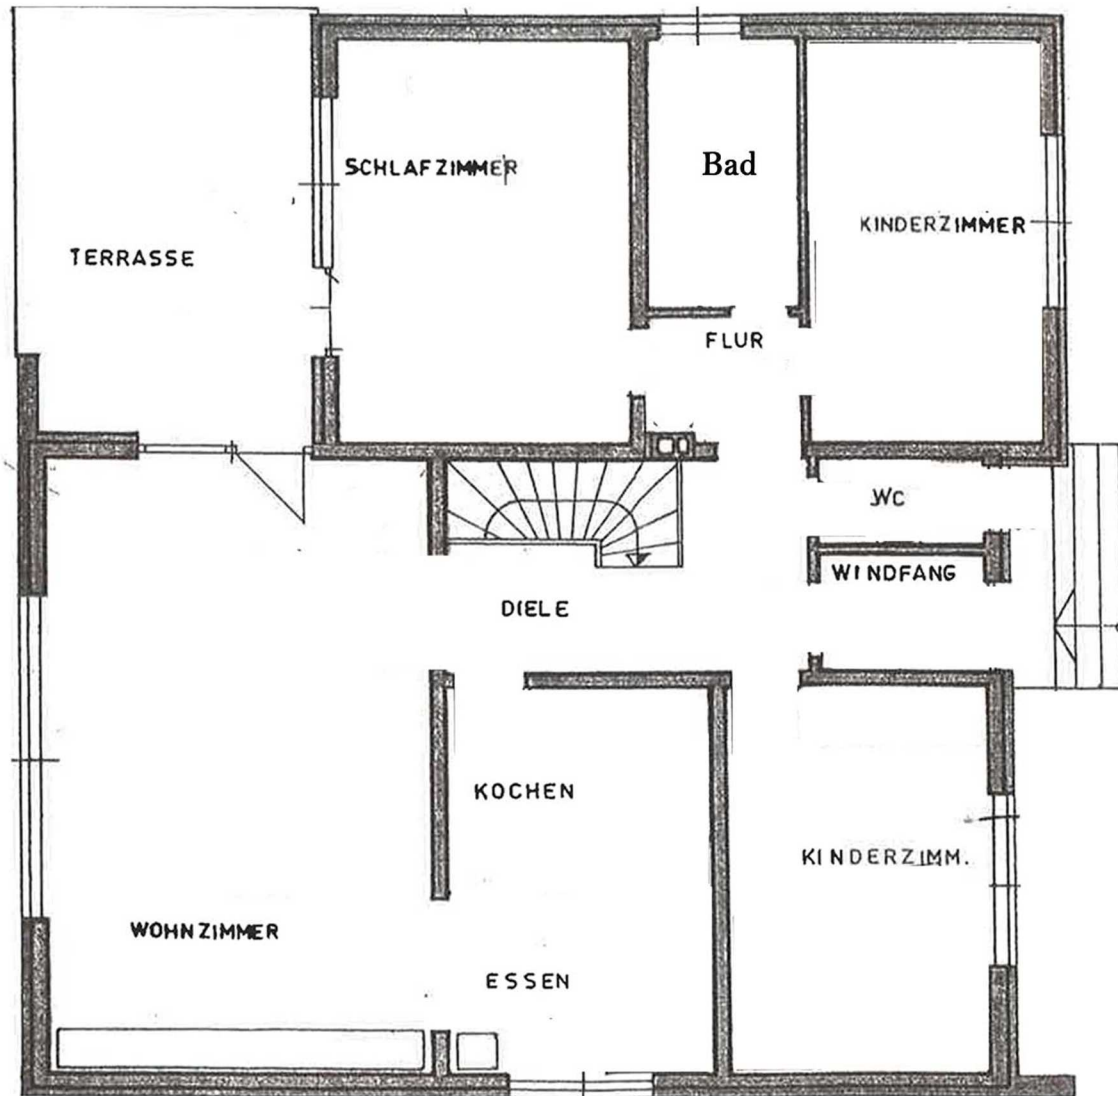 Bad
SCHLAFZIMMER
KINDERZIMMER
TERRASSE
FLUR
WC
WINDFANG
DIELE
KOCHEN
KINDERZIMM.
WOHNZIMMER
ESSEN